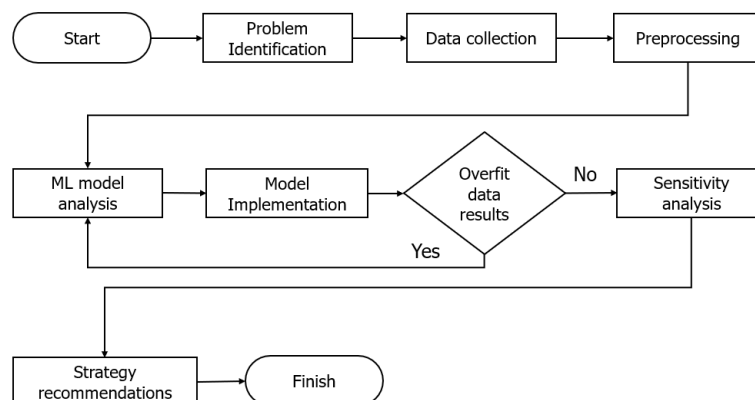 Start
Problem
Identification
Data collection
Preprocessing
ML model
analysis
Model
Implementation
Overfit
data
results
No
Sensitivity
analysis
Yes
Strategy
recommendations
Finish